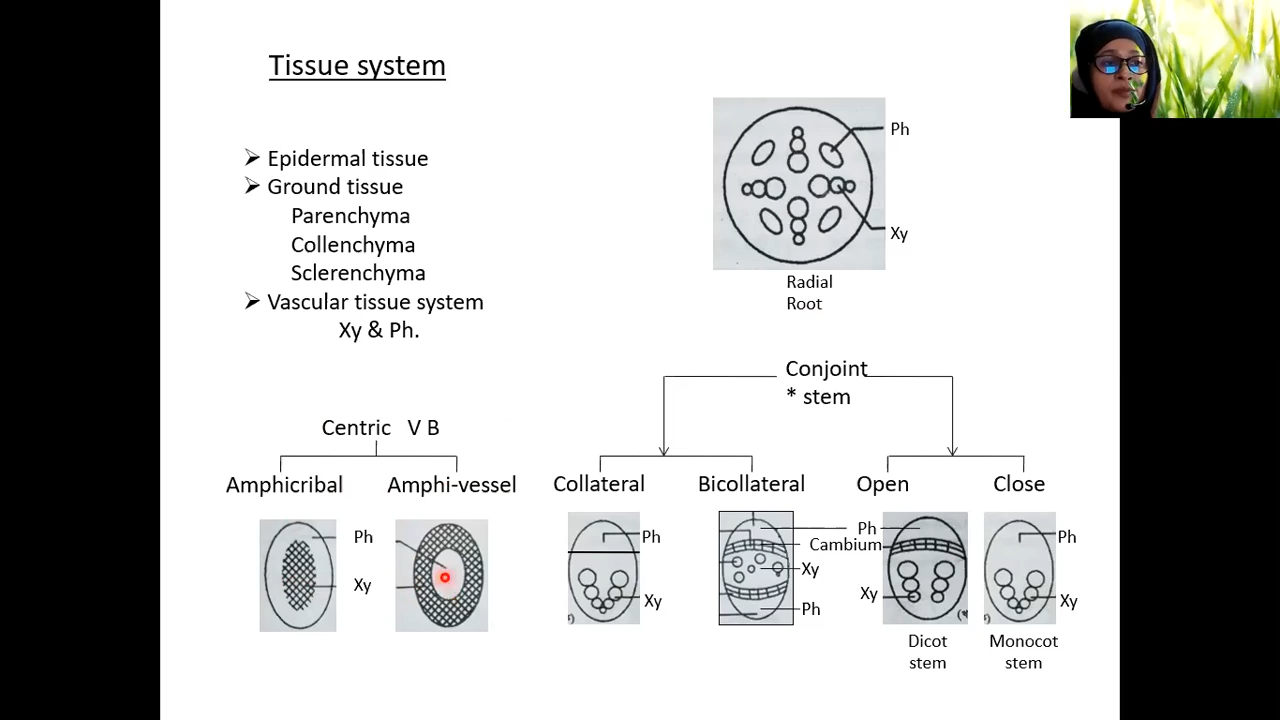 Tissue system
➢ Epidermal tissue
➢ Ground tissue
Parenchyma
Collenchyma
Sclerenchyma
➢ Vascular tissue system
Xy & Ph.
Ph
Xy
Radial
Root
Conjoint
* stem
Centric V B
Amphicribal
Amphi-vessel
Collateral
Bicollateral
Open
Close
Ph
Xy
Ph
Xy
Ph
Cambium
Xy
Ph
Xy
Ph
Xy
Dicot
stem
Monocot
stem